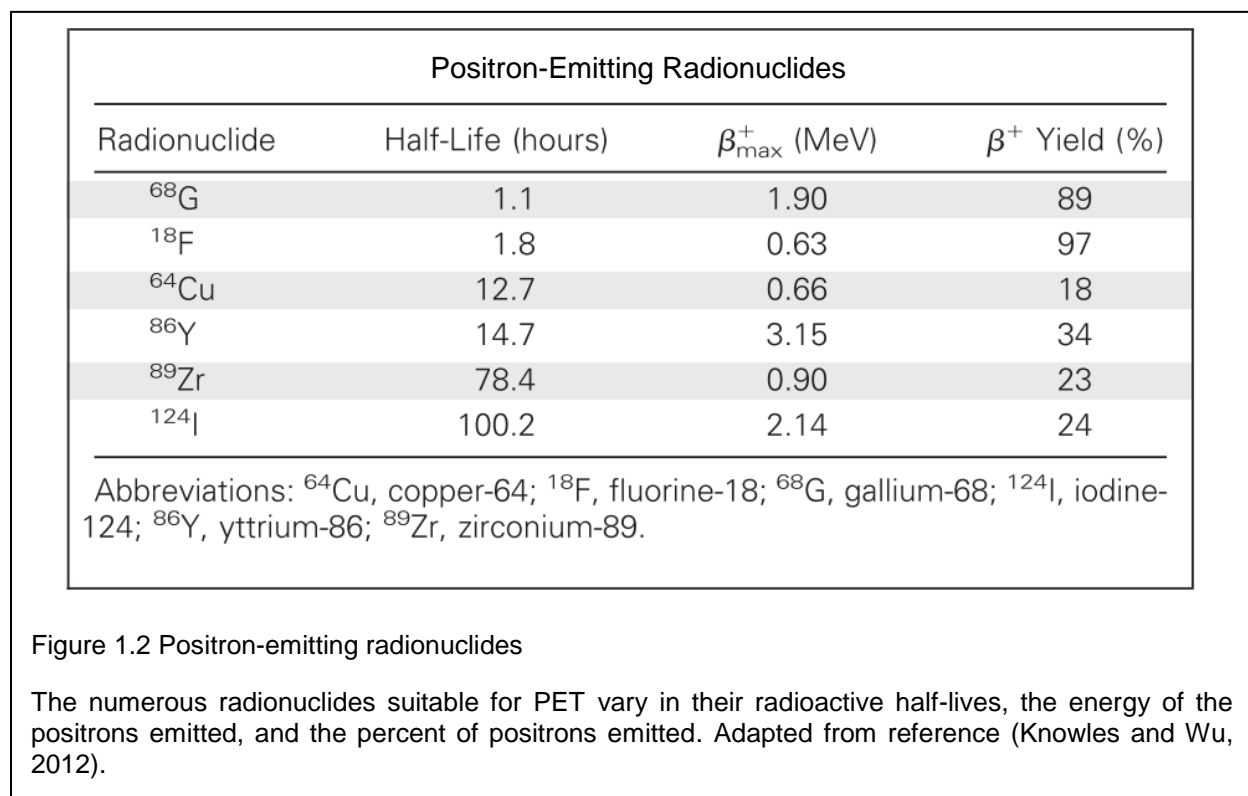 Positron-Emitting Radionuclides
Radionuclide Half-Life (hours) β⁺max (MeV) β⁺ Yield (%)
⁶⁸G 1.1 1.90 89
¹⁸F 1.8 0.63 97
⁶⁴Cu 12.7 0.66 18
⁸⁶Y 14.7 3.15 34
⁸⁹Zr 78.4 0.90 23
¹²⁴I 100.2 2.14 24
Abbreviations: ⁶⁴Cu, copper-64; ¹⁸F, fluorine-18; ⁶⁸G, gallium-68; ¹²⁴I, iodine-
124; ⁸⁶Y, yttrium-86; ⁸⁹Zr, zirconium-89.
Figure 1.2 Positron-emitting radionuclides
The numerous radionuclides suitable for PET vary in their radioactive half-lives, the energy of the
positrons emitted, and the percent of positrons emitted. Adapted from reference (Knowles and Wu,
2012).